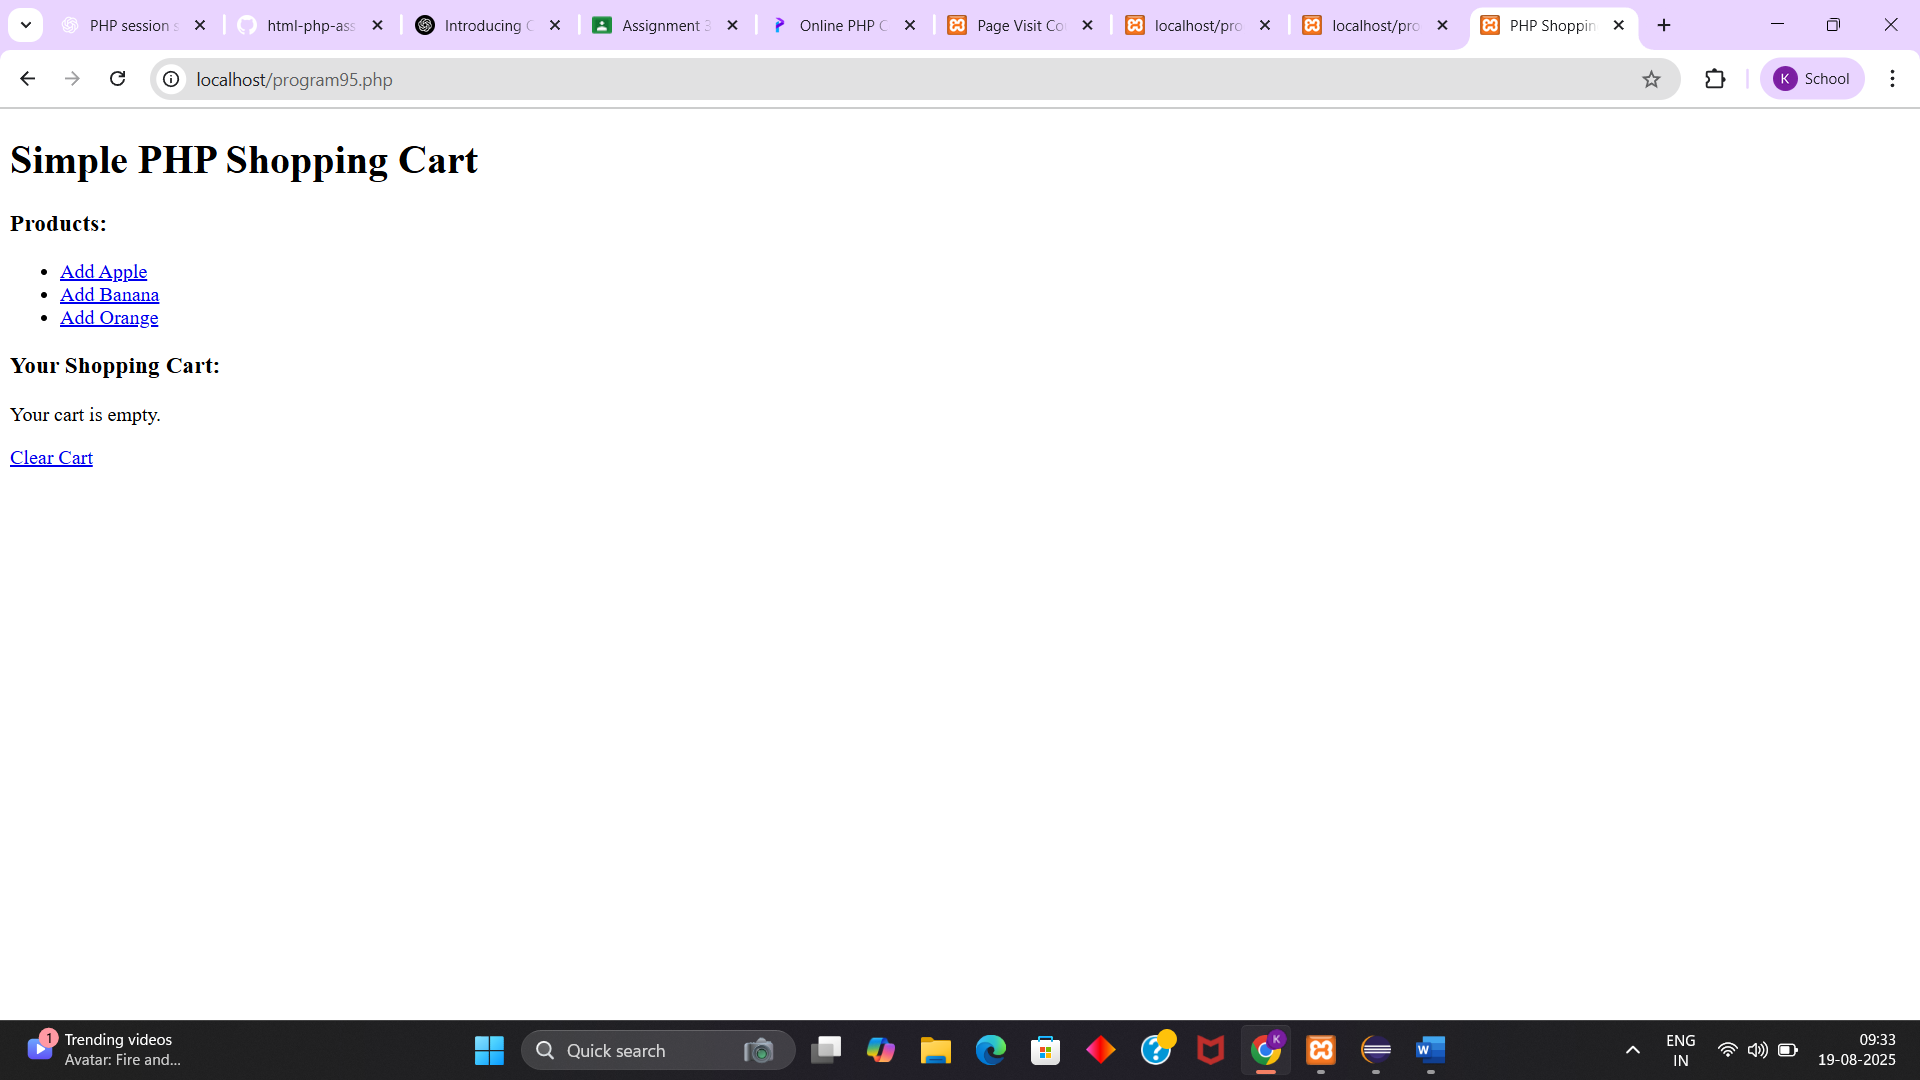 PHP session s
html-php-ass
Introducing C
Assignment 3
Online PHP C
Page Visit Co
localhost/pro
localhost/pro
PHP Shoppin
localhost/program95.php
K School
Simple PHP Shopping Cart
Products:
Add Apple
Add Banana
Add Orange
Your Shopping Cart:
Your cart is empty.
Clear Cart
1
Trending videos
Avatar: Fire and...
Quick search
K
W
ENG
IN
09:33
19-08-2025